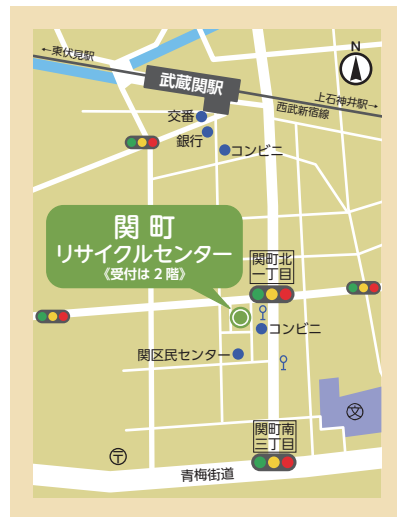 N
←東伏見駅
武蔵関駅
上石神井駅→
西武新宿線
交番
銀行
コンビニ
関町
リサイクルセンター
《受付は2階》
関町北
一丁目
コンビニ
関区民センター
文
関町南
三丁目
〒
青梅街道